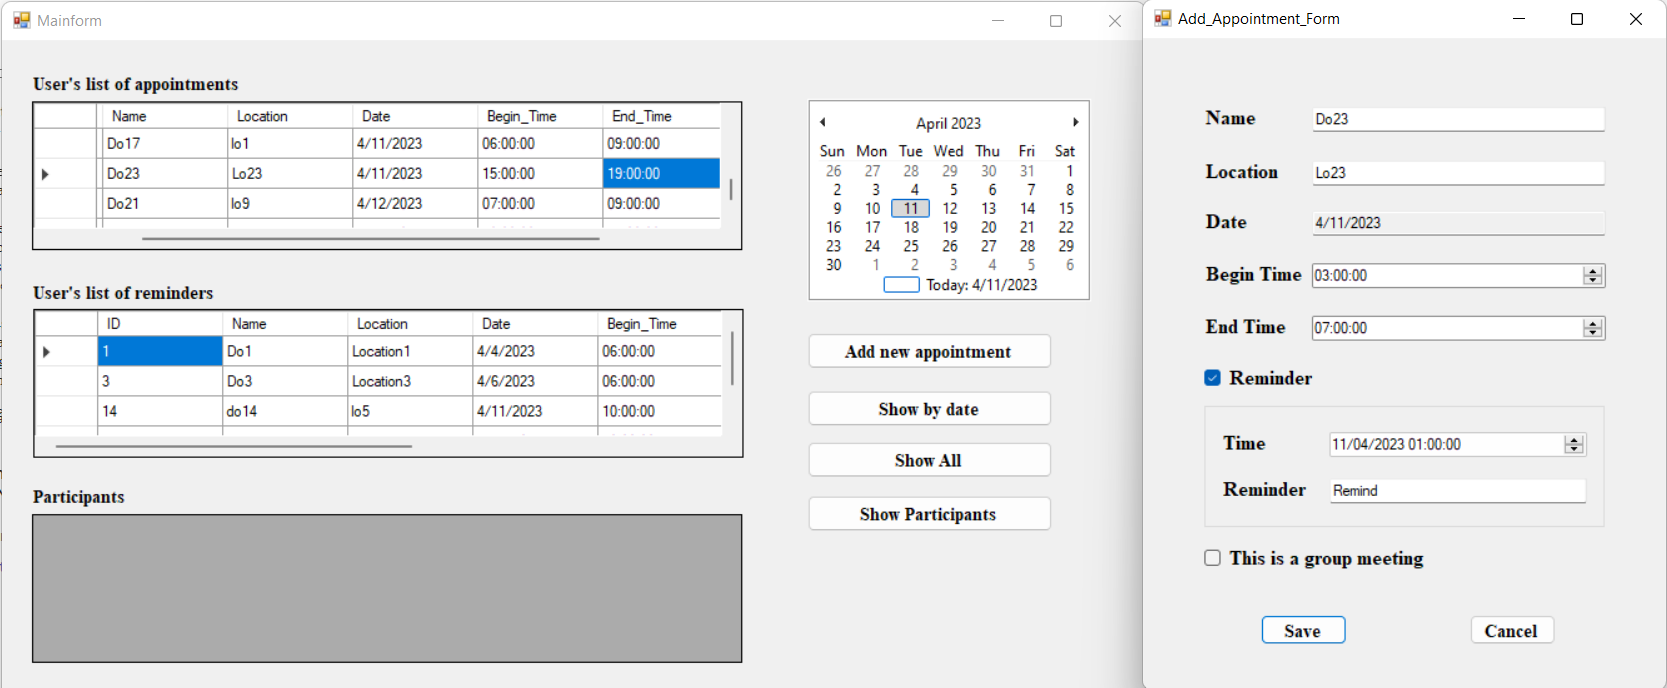 Mainform
User's list of appointments
Name Location Date Begin_Time End_Time
Do17 lo1 4/11/2023 06:00:00 09:00:00
Do23 Lo23 4/11/2023 15:00:00 19:00:00
Do21 lo9 4/12/2023 07:00:00 09:00:00
User's list of reminders
ID Name Location Date Begin_Time
1 Do1 Location1 4/4/2023 06:00:00
3 Do3 Location3 4/6/2023 06:00:00
14 do14 lo5 4/11/2023 10:00:00
Participants
April 2023
Sun Mon Tue Wed Thu Fri Sat
26 27 28 29 30 31 1
2 3 4 5 6 7 8
9 10 11 12 13 14 15
16 17 18 19 20 21 22
23 24 25 26 27 28 29
30 1 2 3 4 5 6
Today: 4/11/2023
Add new appointment
Show by date
Show All
Show Participants
Add_Appointment_Form
Name Do23
Location Lo23
Date 4/11/2023
Begin Time 03:00:00
End Time 07:00:00
Reminder
Time 11/04/2023 01:00:00
Reminder Remind
This is a group meeting
Save Cancel